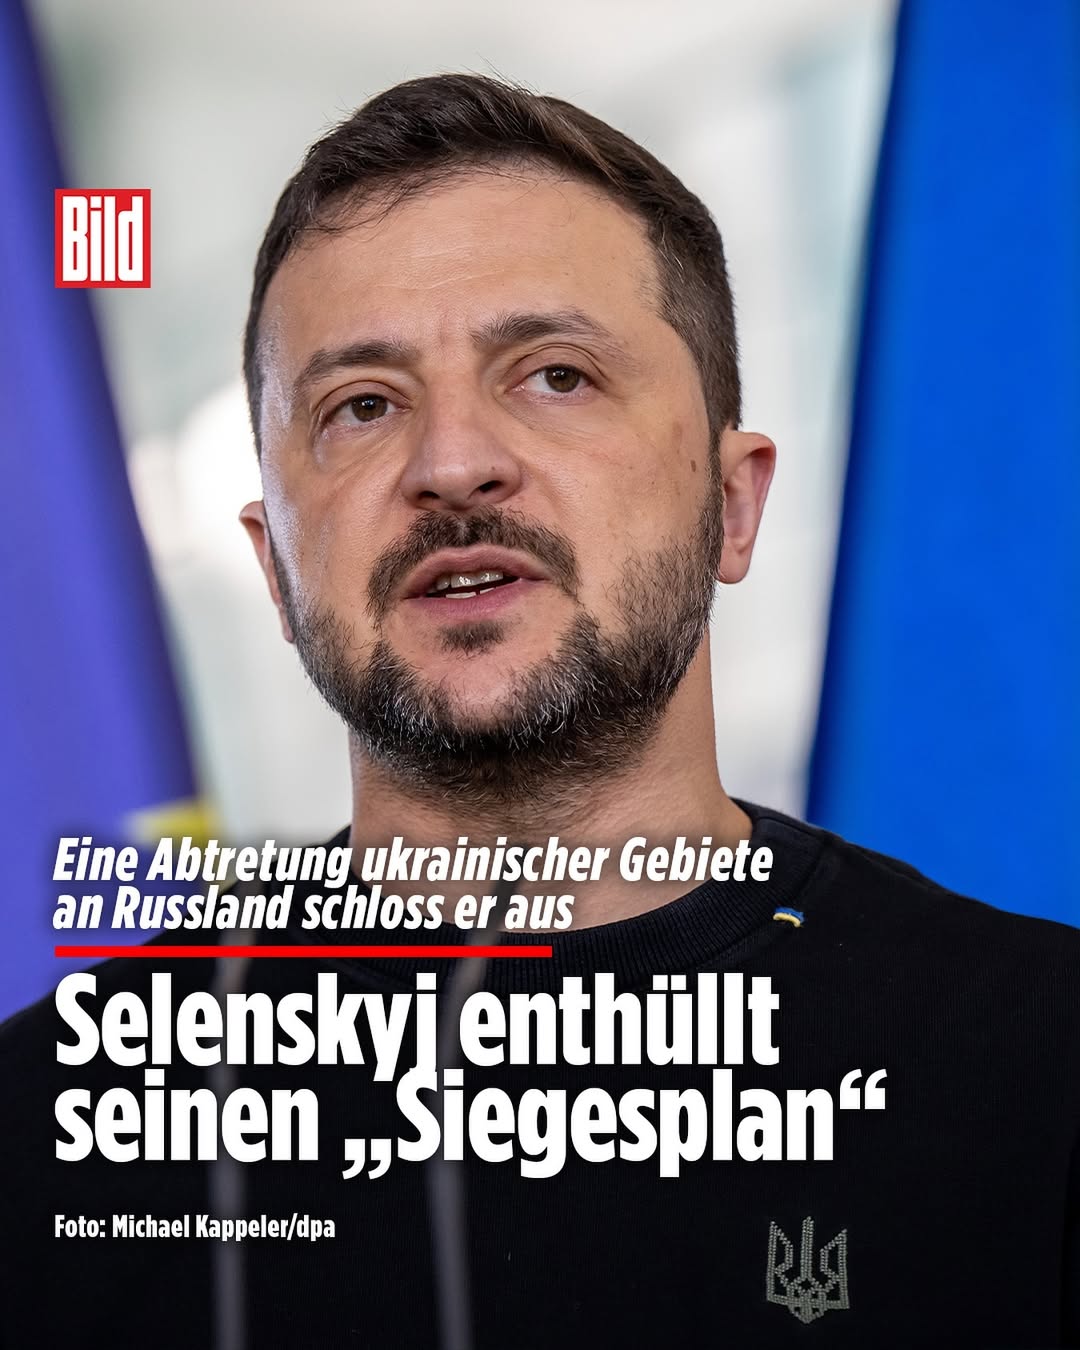 Bild
Eine Abtretung ukrainischer Gebiete
an Russland schloss er aus
Selenskyj enthüllt
seinen „Siegesplan“
Foto: Michael Kappeler/dpa